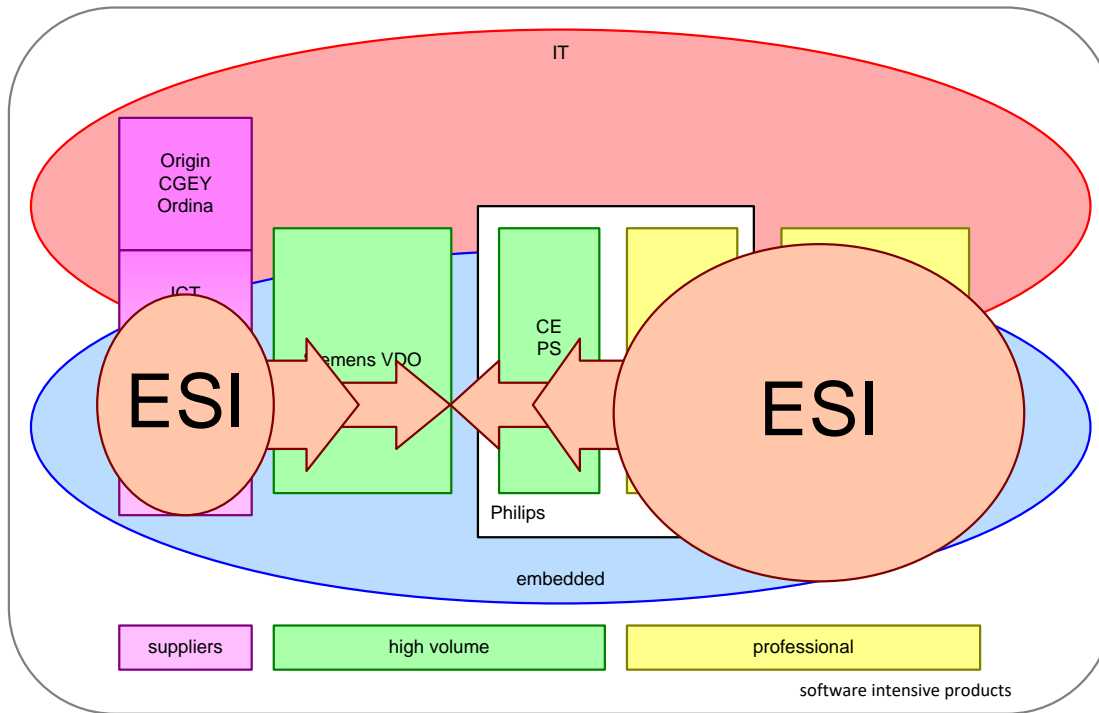 IT
Origin
CGEY
Ordina
ICT
Siemens VDO
CE
PS
ESI
ESI
Philips
embedded
suppliers
high volume
professional
software intensive products